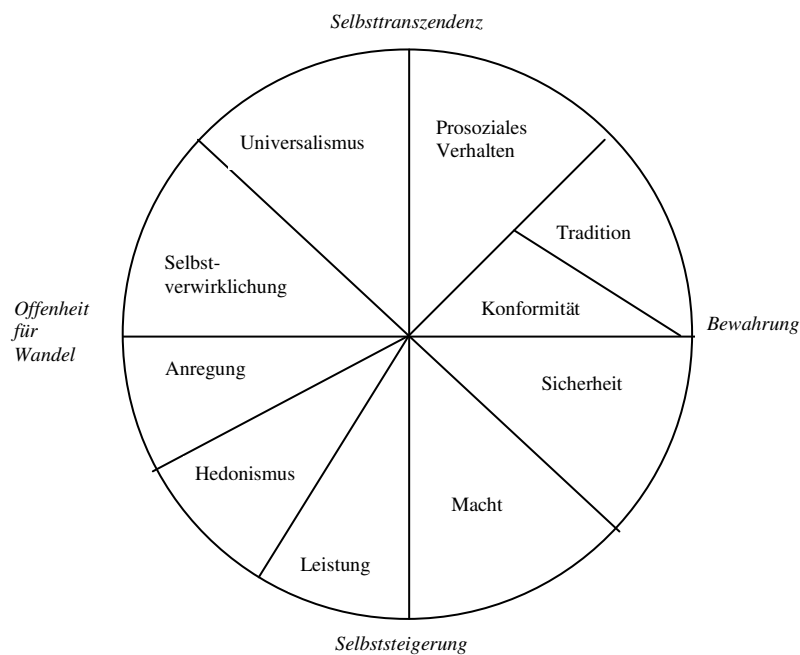 Selbsttranszendenz
Universalismus
Prosoziales
Verhalten
Tradition
Selbst-
verwirklichung
Konformität
Offenheit
für
Wandel
Bewahrung
Anregung
Sicherheit
Hedonismus
Macht
Leistung
Selbststeigerung